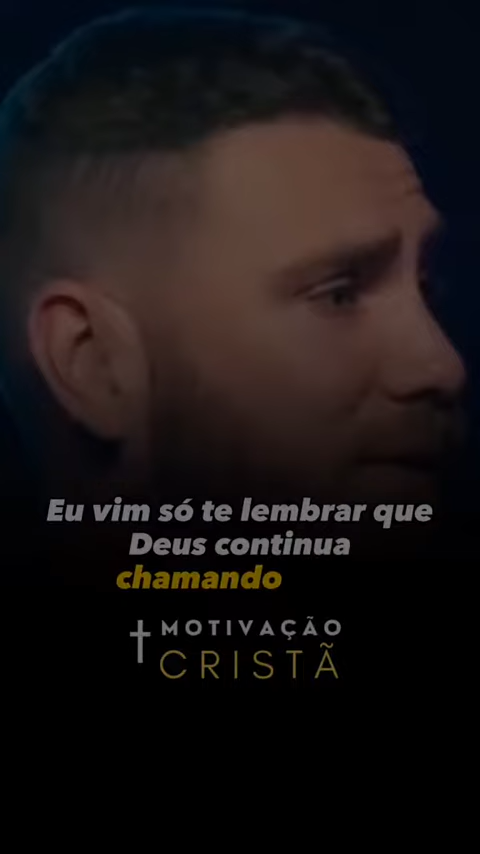 Eu vim só te lembrar que
Deus continua
chamando
MOTIVAÇÃO
CRISTÃ